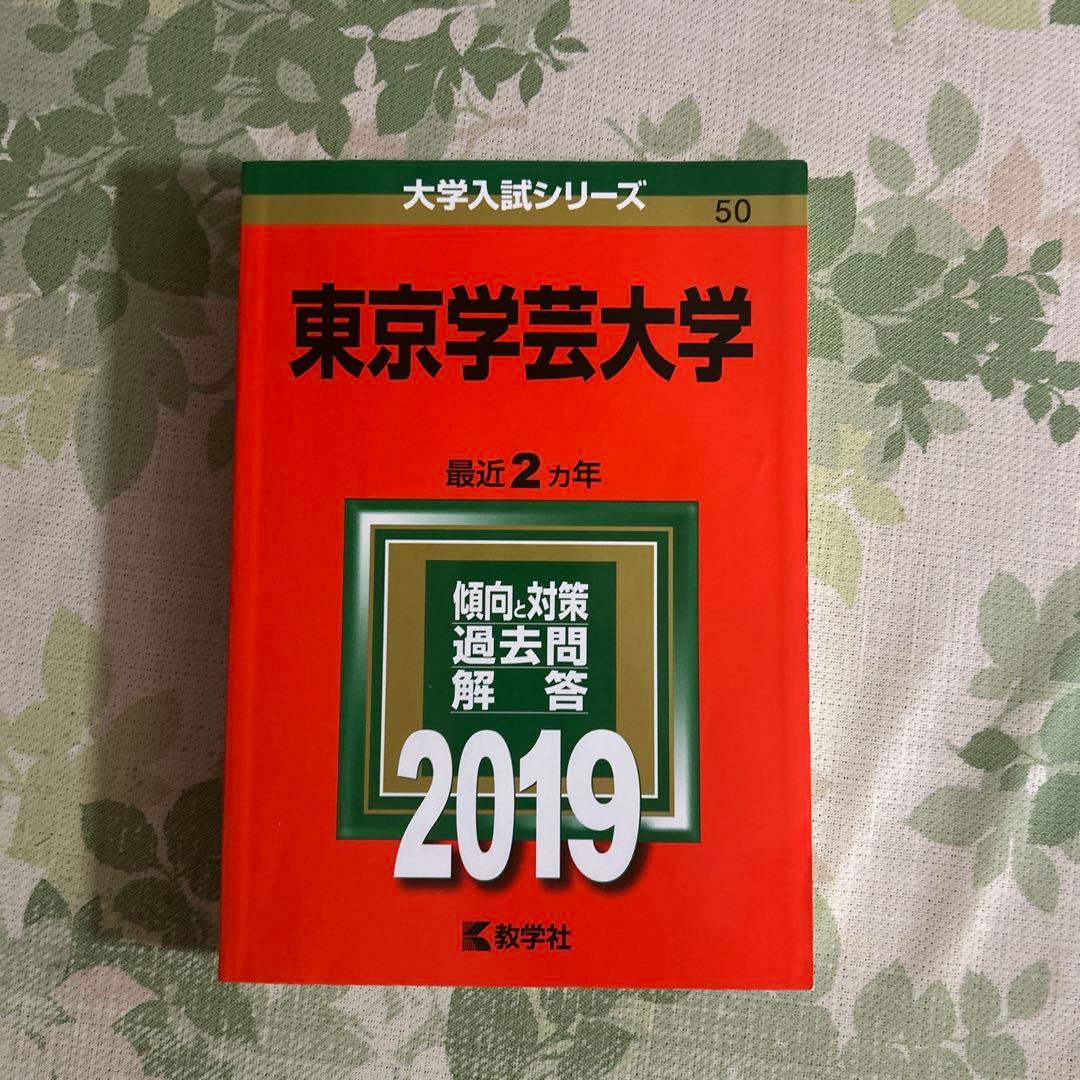 大学入試シリーズ
50
東京学芸大学
最近2カ年
傾向と対策
過去問
解答
2019
教学社